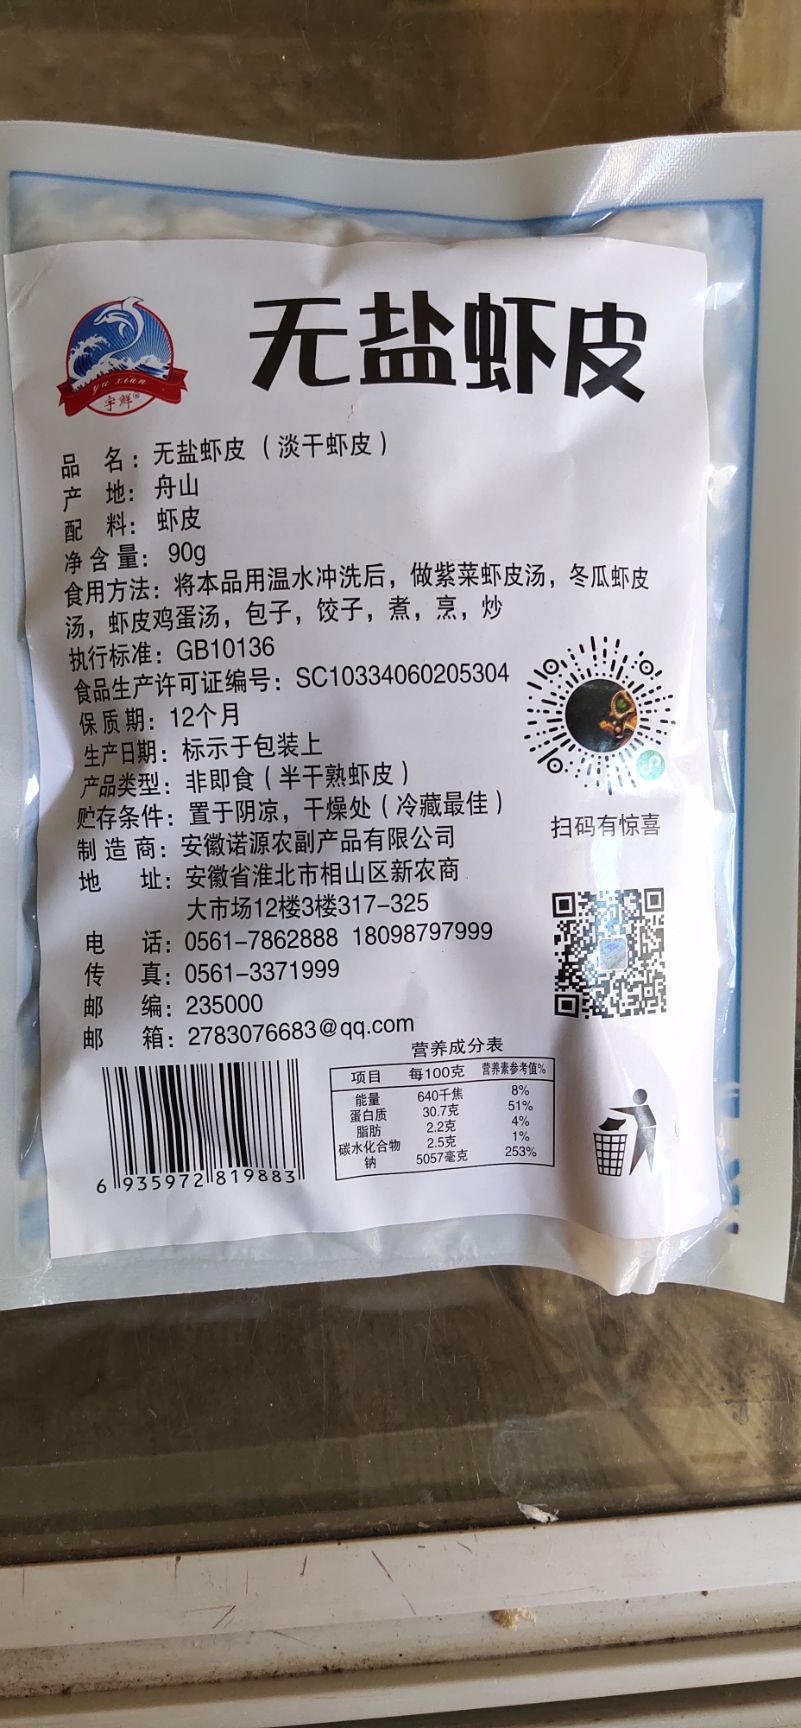 yu xian
宇鲜®
无盐虾皮
品 名：无盐虾皮（淡干虾皮）
产 地：舟山
配 料：虾皮
净含量：90g
食用方法：将本品用温水冲洗后，做紫菜虾皮汤，冬瓜虾皮
汤，虾皮鸡蛋汤，包子，饺子，煮，烹，炒
执行标准：GB10136
食品生产许可证编号：SC10334060205304
保质期：12个月
生产日期：标示于包装上
产品类型：非即食（半干熟虾皮）
贮存条件：置于阴凉，干燥处（冷藏最佳）
制造商：安徽诺源农副产品有限公司
地 址：安徽省淮北市相山区新农商
大市场12楼3楼317-325
电 话：0561-7862888 18098797999
传 真：0561-3371999
邮 编：235000
邮 箱：2783076683@qq.com
扫码有惊喜
营养成分表
项目 每100克 营养素参考值%
能量 640千焦 8%
蛋白质 30.7克 51%
脂肪 2.2克 4%
碳水化合物 2.5克 1%
钠 5057毫克 253%
6 935972 819883